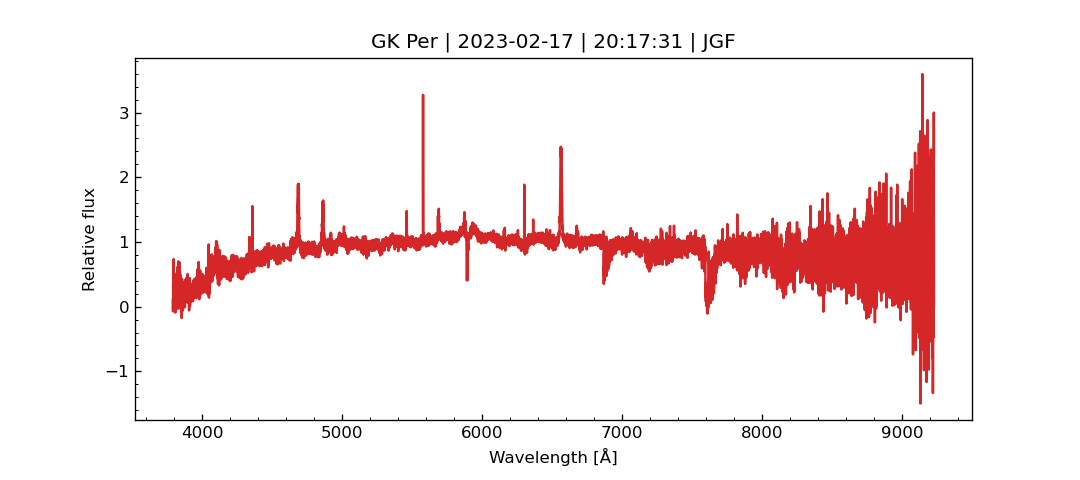 GK Per | 2023-02-17 | 20:17:31 | JGF
Relative flux
3
2
1
0
−1
4000 5000 6000 7000 8000 9000
Wavelength [Å]